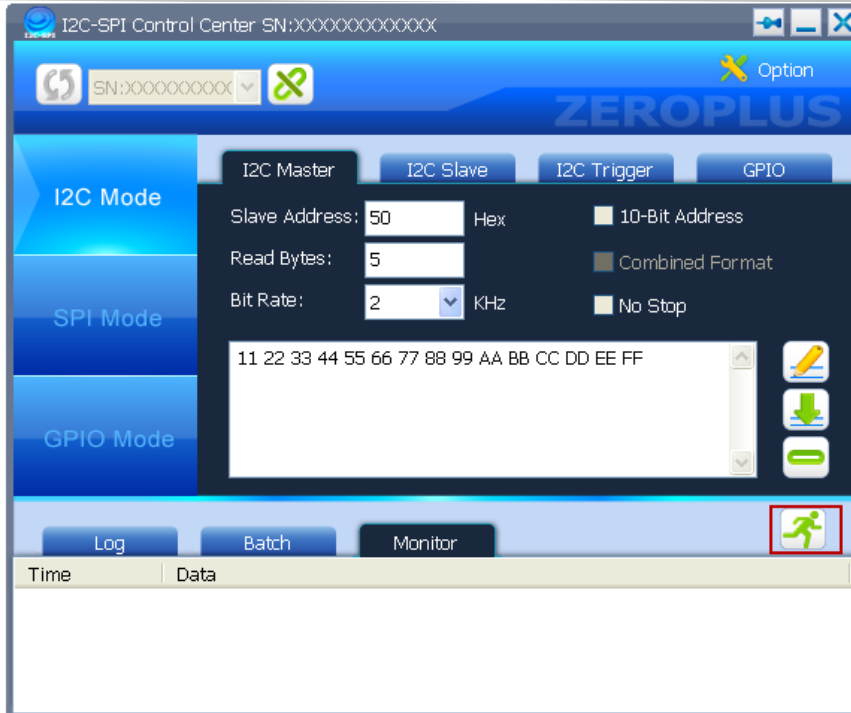 I2C-SPI Control Center SN:XXXXXXXXXXXXX
I2C-SPI
SN:XXXXXXXXX
Option
ZEROPLUS
I2C Mode
SPI Mode
GPIO Mode
I2C Master I2C Slave I2C Trigger GPIO
Slave Address: 50 Hex 10-Bit Address
Read Bytes: 5 Combined Format
Bit Rate: 2 KHz No Stop
11 22 33 44 55 66 77 88 99 AA BB CC DD EE FF
Log Batch Monitor
Time Data